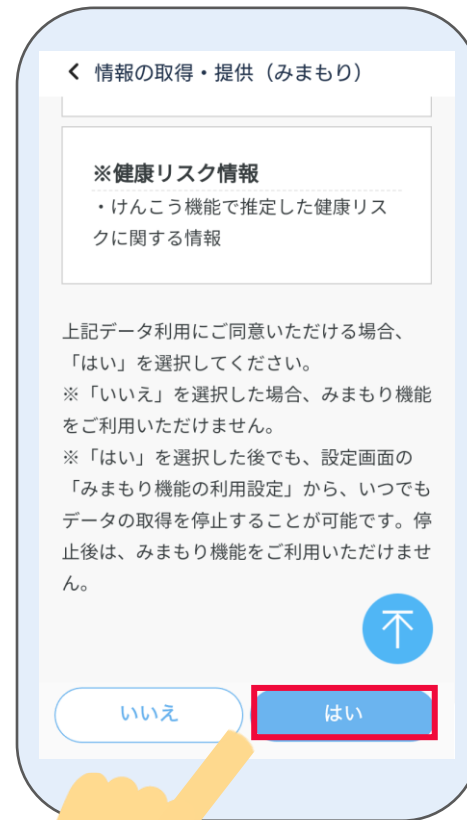 情報の取得・提供（みまもり）
※健康リスク情報
・けんこう機能で推定した健康リス
クに関する情報
上記データ利用にご同意いただける場合、
「はい」を選択してください。
※「いいえ」を選択した場合、みまもり機能
をご利用いただけません。
※「はい」を選択した後でも、設定画面の
「みまもり機能の利用設定」から、いつでも
データの取得を停止することが可能です。停
止後は、みまもり機能をご利用いただけませ
ん。
いいえ
はい